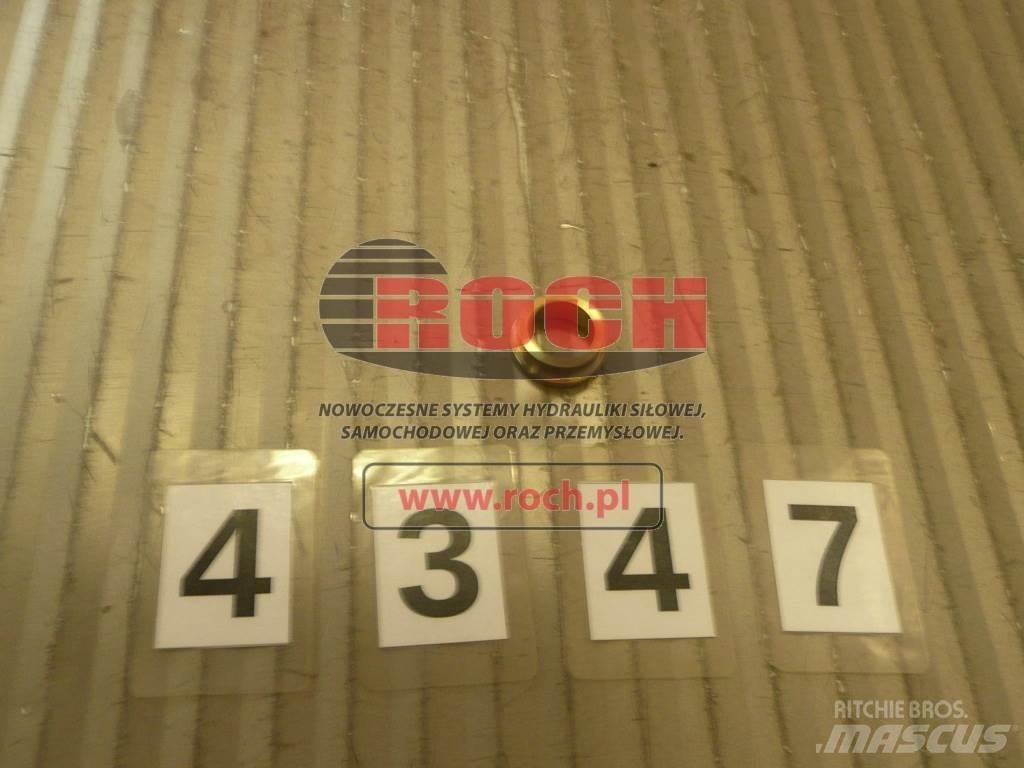 ROCH
NOWOCZESNE SYSTEMY HYDRAULIKI SIŁOWEJ,
SAMOCHODOWEJ ORAZ PRZEMYSŁOWEJ.
www.roch.pl
4 3 4 7
RITCHIE BROS.
MASCUS